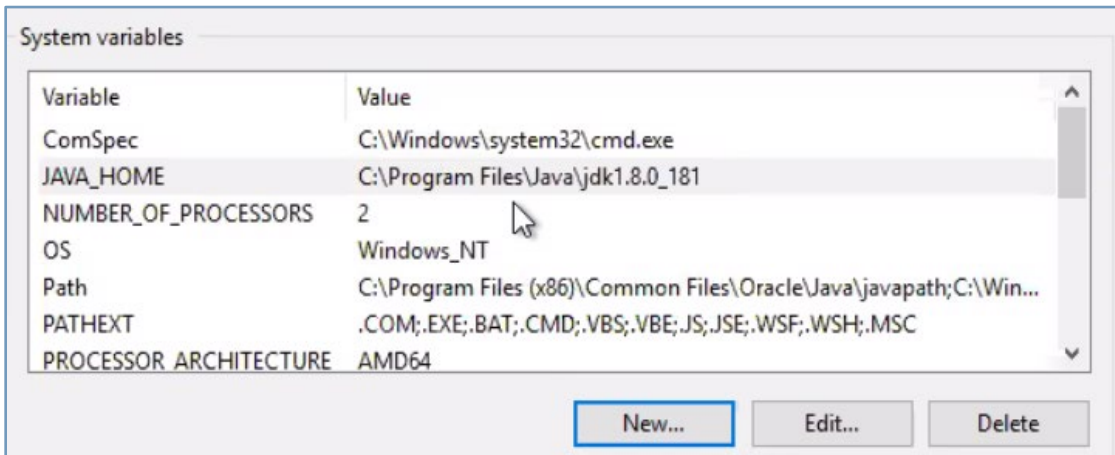 System variables
Variable Value
ComSpec C:\Windows\system32\cmd.exe
JAVA_HOME C:\Program Files\Java\jdk1.8.0_181
NUMBER_OF_PROCESSORS 2
OS Windows_NT
Path C:\Program Files (x86)\Common Files\Oracle\Java\javapath;C:\Win...
PATHEXT .COM;.EXE;.BAT;.CMD;.VBS;.VBE;.JS;.JSE;.WSF;.WSH;.MSC
PROCESSOR_ARCHITECTURE AMD64
New... Edit... Delete